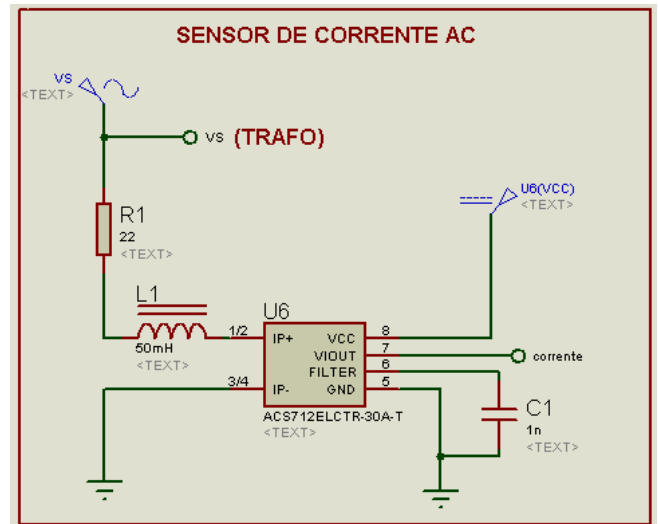 SENSOR DE CORRENTE AC
VS
<TEXT>
VS (TRAFO)
U6(VCC)
<TEXT>
R1
22
<TEXT>
L1
50mH
<TEXT>
U6
1/2
IP+
VCC
8
VIOUT
7
corrente
FILTER
6
3/4
IP-
GND
5
ACS712ELCTR-30A-T
<TEXT>
C1
1n
<TEXT>